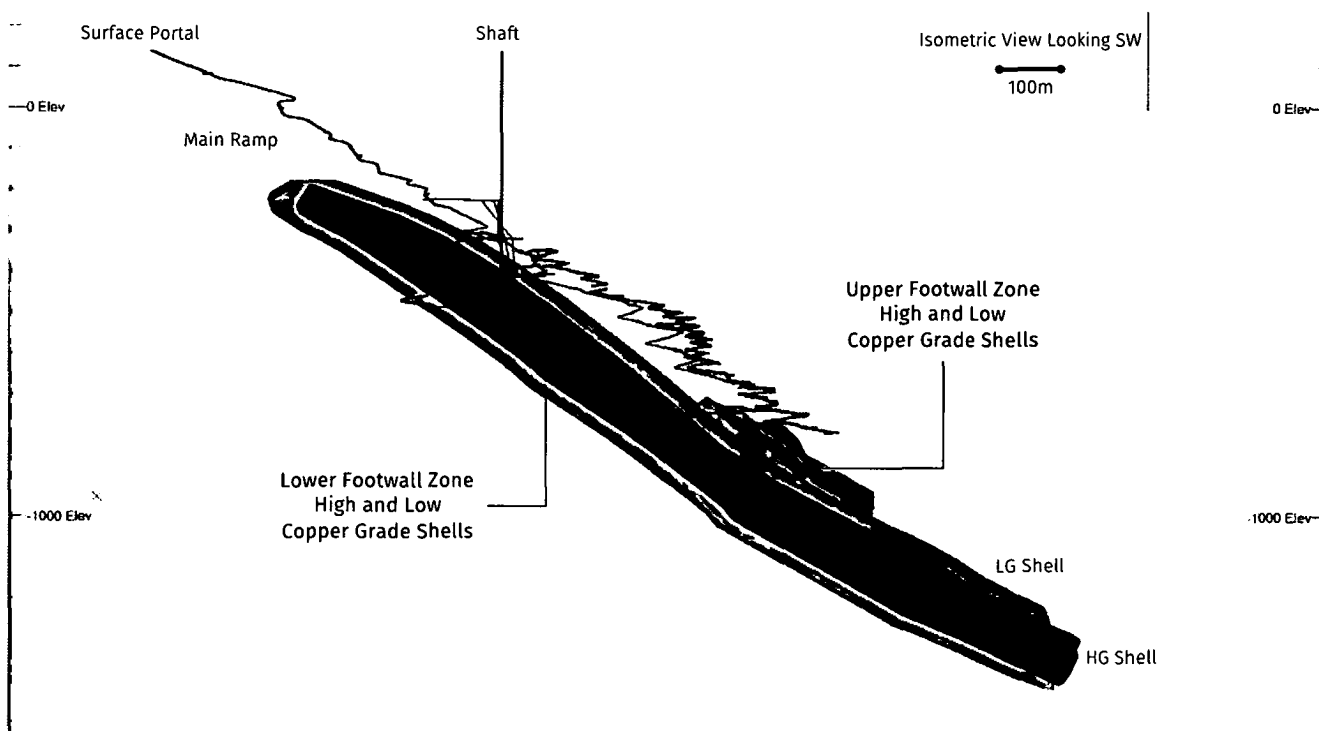 Surface Portal
Shaft
Isometric View Looking SW
100m
0 Elev
0 Elev
Main Ramp
Upper Footwall Zone
High and Low
Copper Grade Shells
Lower Footwall Zone
High and Low
Copper Grade Shells
-1000 Elev
-1000 Elev
LG Shell
HG Shell